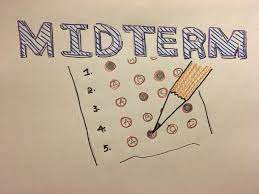 MIDTERM
1.
2. A
3.
4. A
5.